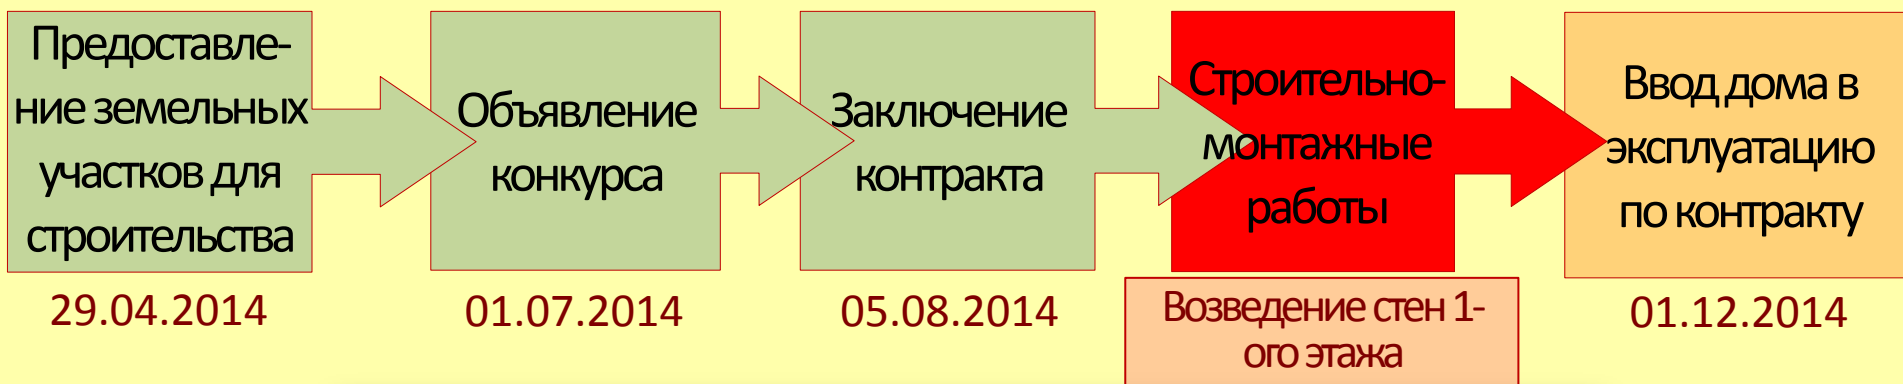 Предоставле-
ние земельных
участков для
строительства
29.04.2014
Объявление
конкурса
01.07.2014
Заключение
контракта
05.08.2014
Строительно-
монтажные
работы
Возведение стен 1-
ого этажа
Ввод дома в
эксплуатацию
по контракту
01.12.2014